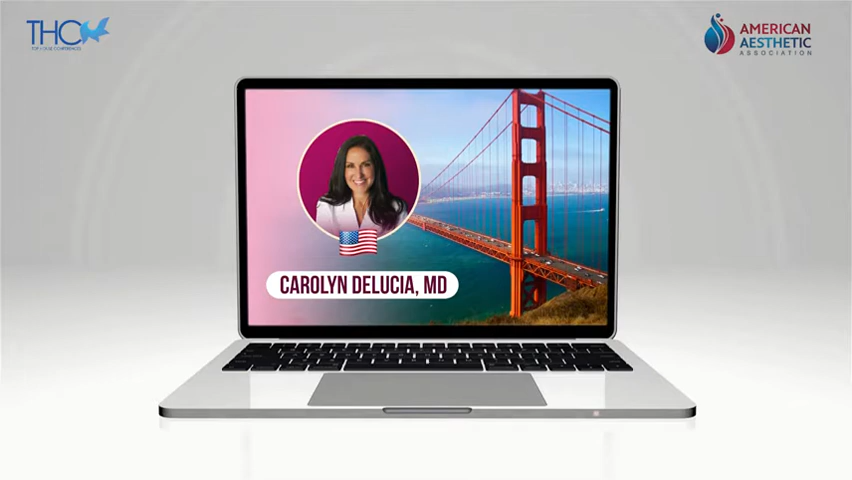 THC
AMERICAN
AESTHETIC
ASSOCIATION
CAROLYN DELUCIA, MD